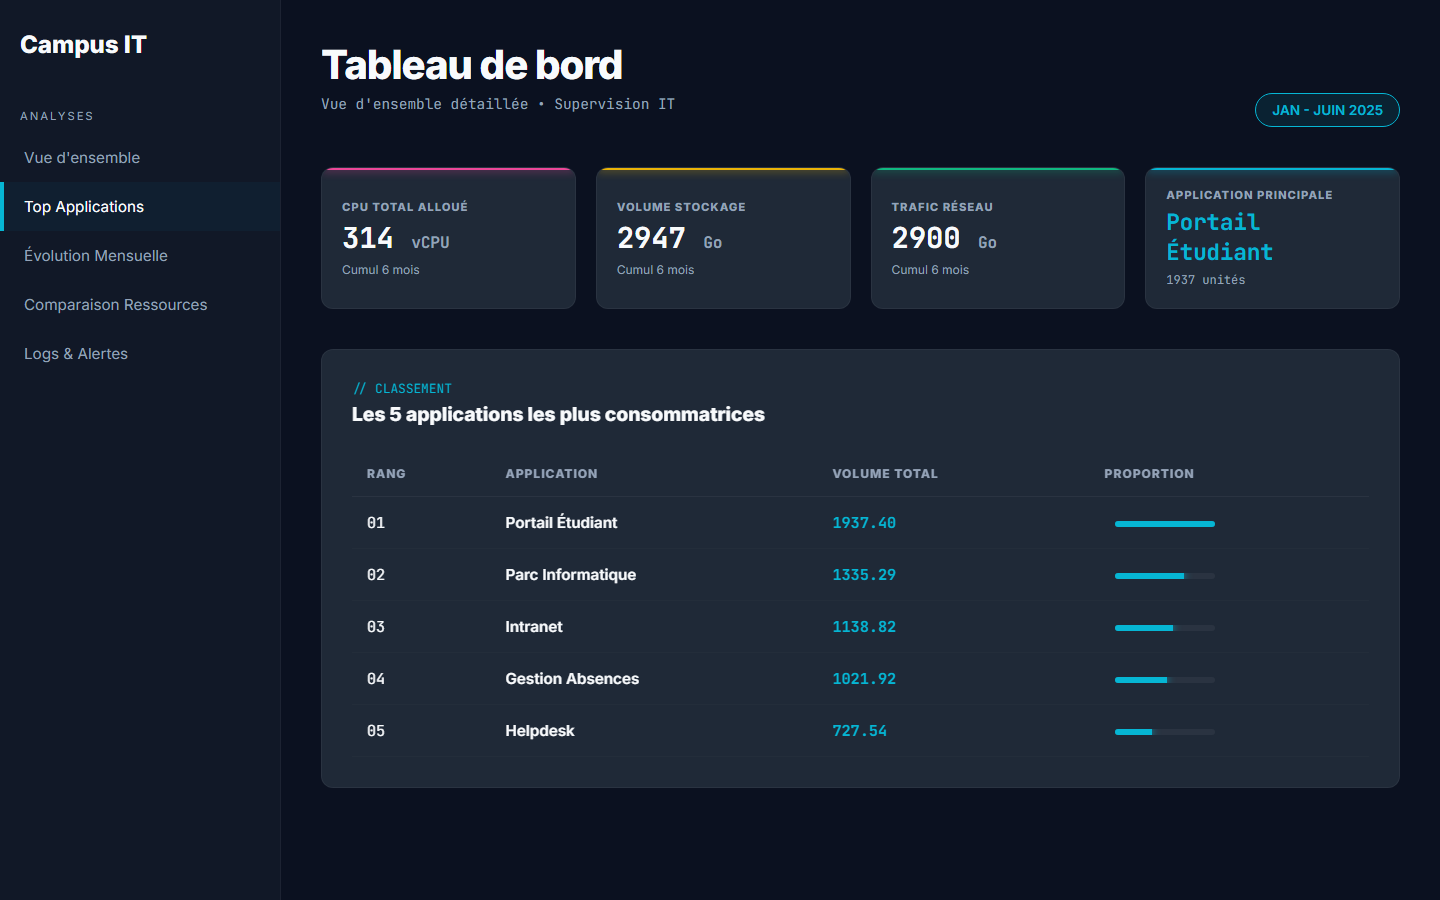 Campus IT
ANALYSES
Vue d'ensemble
Top Applications
Évolution Mensuelle
Comparaison Ressources
Logs & Alertes
Tableau de bord
Vue d'ensemble détaillée • Supervision IT
JAN - JUIN 2025
CPU TOTAL ALLOUÉ
314 vCPU
Cumul 6 mois
VOLUME STOCKAGE
2947 Go
Cumul 6 mois
TRAFIC RÉSEAU
2900 Go
Cumul 6 mois
APPLICATION PRINCIPALE
Portail
Étudiant
1937 unités
// CLASSEMENT
Les 5 applications les plus consommatrices
RANG APPLICATION VOLUME TOTAL PROPORTION
01 Portail Étudiant 1937.40
02 Parc Informatique 1335.29
03 Intranet 1138.82
04 Gestion Absences 1021.92
05 Helpdesk 727.54